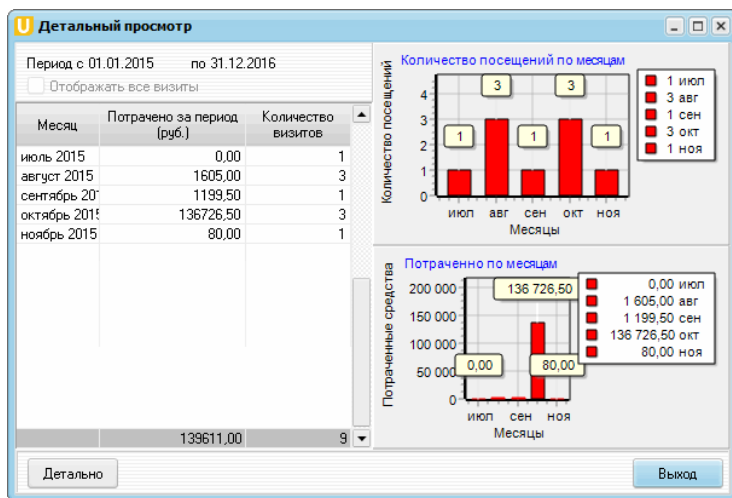 U Детальный просмотр
Период с 01.01.2015 по 31.12.2016
Отображать все визиты
Месяц Потрачено за период (руб.) Количество визитов
июль 2015 0,00 1
август 2015 1605,00 3
сентябрь 20 1199,50 1
октябрь 2015 136726,50 3
ноябрь 2015 80,00 1
139611,00 9
Количество посещений по месяцам
Количество посещений
4
3
2
1
0
1
3
1
3
1
июл авг сен окт ноя
Месяцы
1 июл
3 авг
1 сен
3 окт
1 ноя
Потраченно по месяцам
Потраченные средства
200 000
150 000
100 000
50 000
0
136 726,50
0,00
80,00
июл сен ноя
Месяцы
0,00 июл
1 605,00 авг
1 199,50 сен
136 726,50 окт
80,00 ноя
Детально
Выход